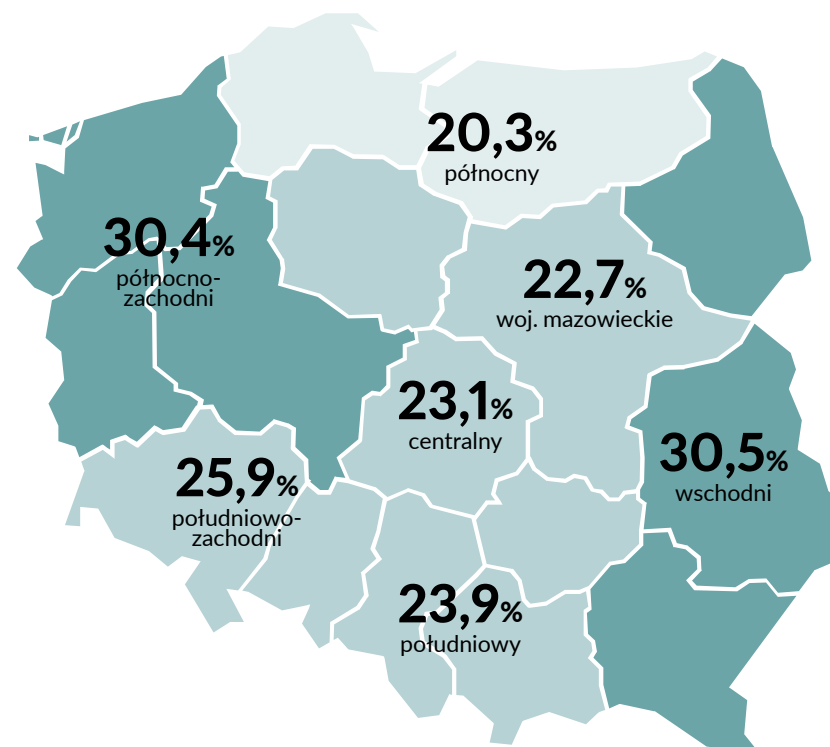 20,3%
północny
30,4%
północno-
zachodni
22,7%
woj. mazowieckie
23,1%
centralny
30,5%
wschodni
25,9%
południowo-
zachodni
23,9%
południowy